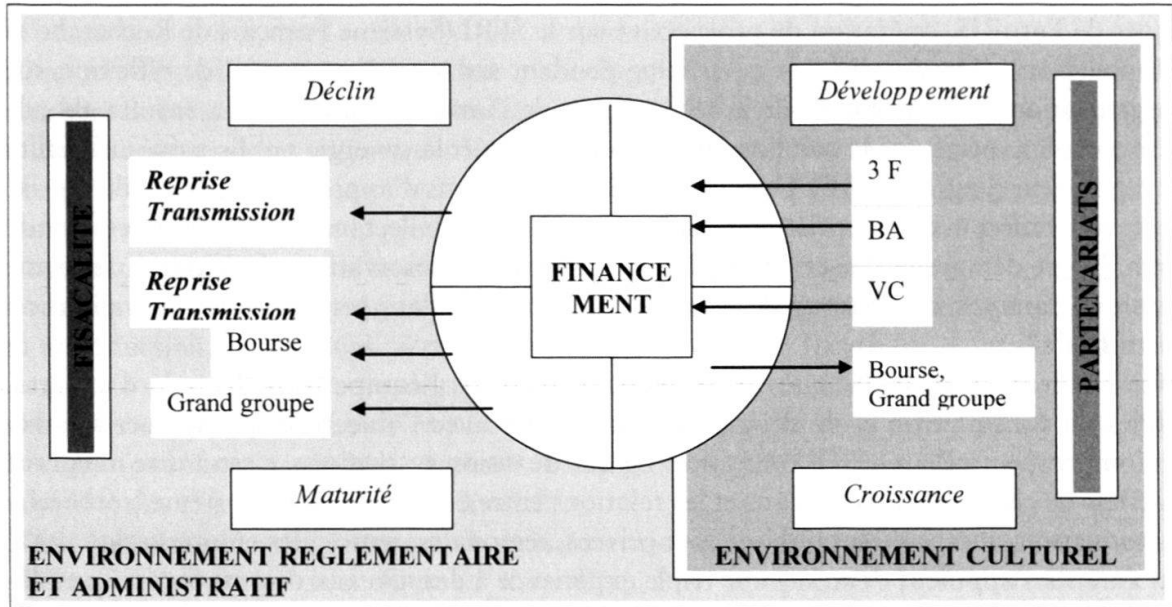 Déclin
Développement
FISACALITE
Reprise
Transmission
Reprise
Transmission
Bourse
Grand groupe
FINANCE
MENT
3 F
BA
VC
Bourse,
Grand groupe
PARTENARIATS
Maturité
Croissance
ENVIRONNEMENT REGLEMENTAIRE
ET ADMINISTRATIF
ENVIRONNEMENT CULTUREL